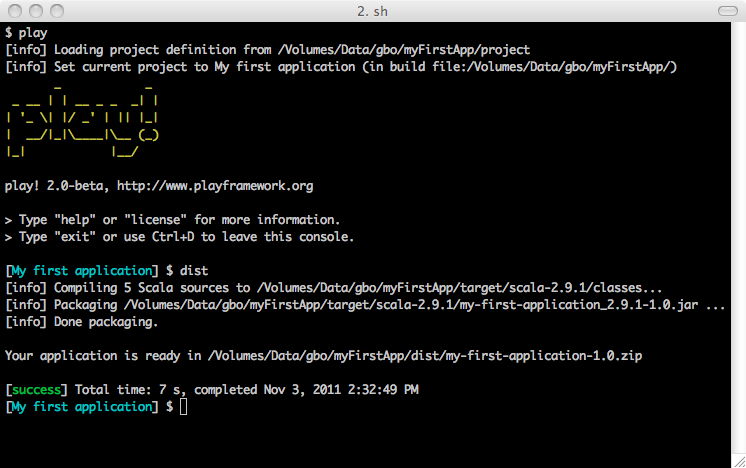 2. sh
$ play
[info] Loading project definition from /Volumes/Data/gbo/myFirstApp/project
[info] Set current project to My first application (in build file:/Volumes/Data/gbo/myFirstApp/)
       _            _
 _ __ | | __ _ _  _| |
| '_ \| |/ _' | || |_|
|  __/|_|\____|\__ (_)
|_|            |__/
play! 2.0-beta, http://www.playframework.org
> Type "help" or "license" for more information.
> Type "exit" or use Ctrl+D to leave this console.
[My first application] $ dist
[info] Compiling 5 Scala sources to /Volumes/Data/gbo/myFirstApp/target/scala-2.9.1/classes...
[info] Packaging /Volumes/Data/gbo/myFirstApp/target/scala-2.9.1/my-first-application_2.9.1-1.0.jar ...
[info] Done packaging.
Your application is ready in /Volumes/Data/gbo/myFirstApp/dist/my-first-application-1.0.zip
[success] Total time: 7 s, completed Nov 3, 2011 2:32:49 PM
[My first application] $